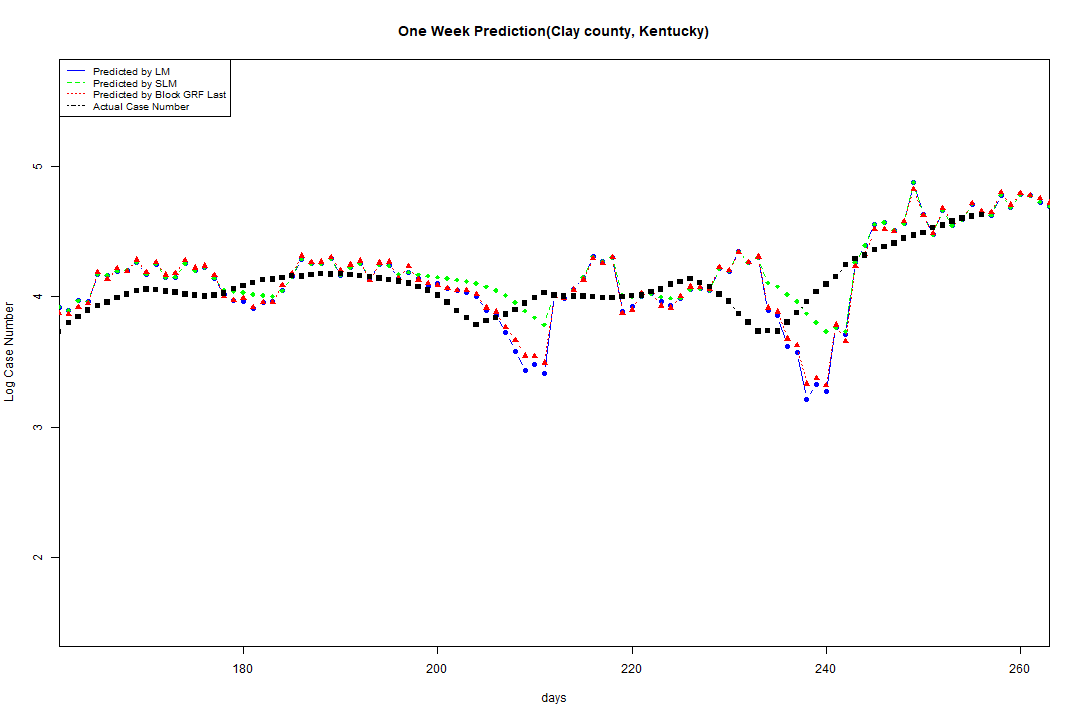 One Week Prediction(Clay county, Kentucky)
Predicted by LM
Predicted by SLM
Predicted by Block GRF Last
Actual Case Number
5
4
3
2
Log Case Number
180 200 220 240 260
days